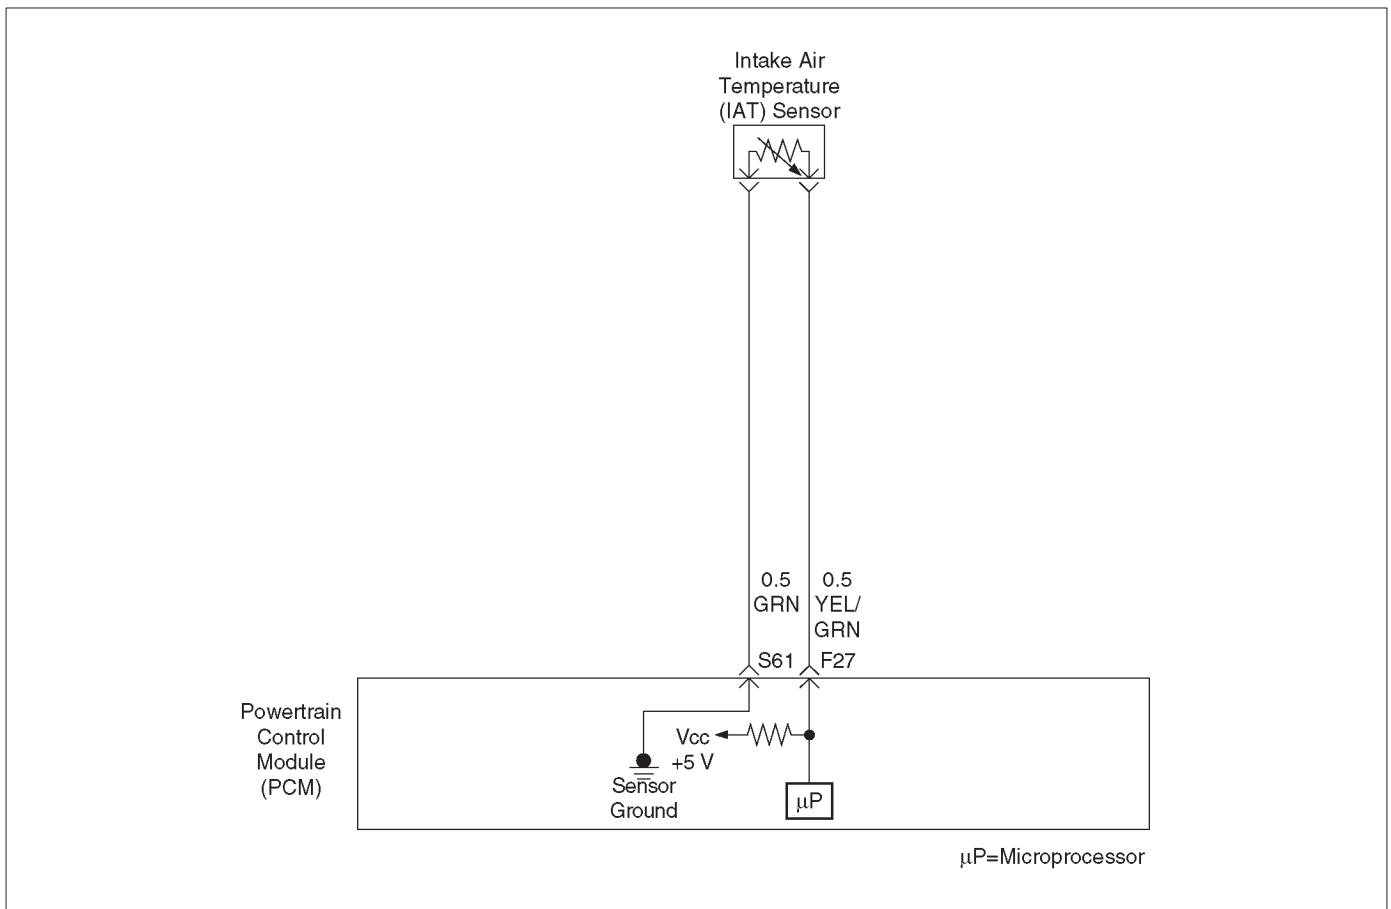 Intake Air
Temperature
(IAT) Sensor
0.5
GRN
0.5
YEL/
GRN
S61
F27
Powertrain
Control
Module
(PCM)
Vcc
+5 V
Sensor
Ground
μP
μP=Microprocessor